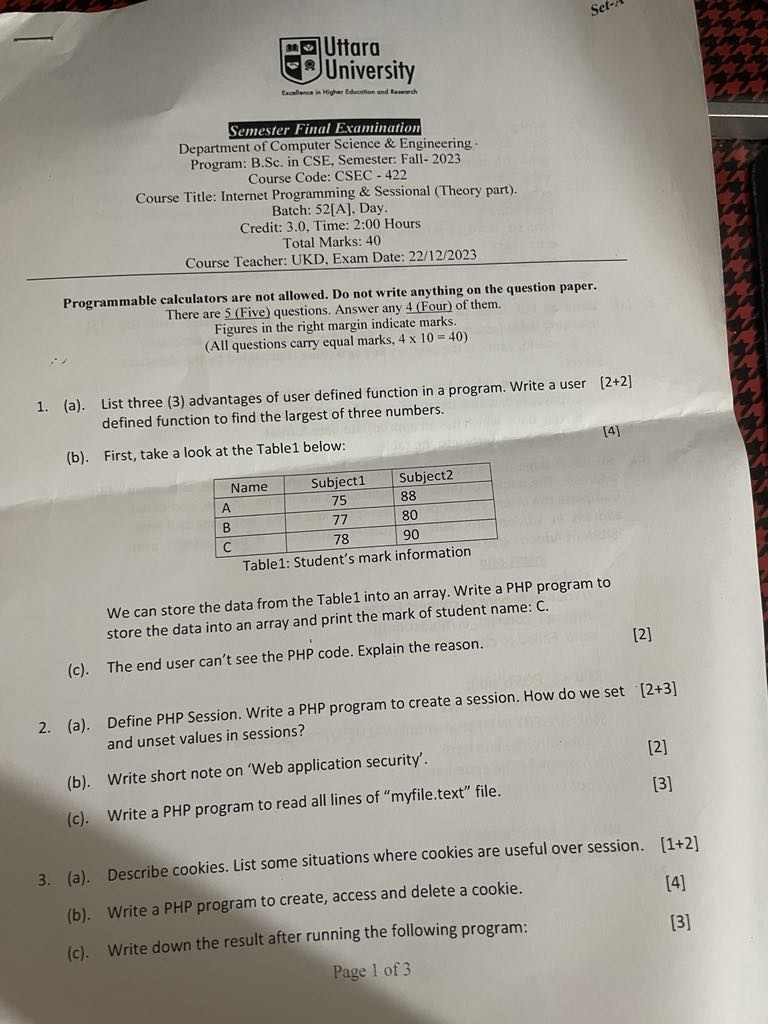 Set-A
Uttara
University
Excellence in Higher Education and Research
Semester Final Examination
Department of Computer Science & Engineering
Program: B.Sc. in CSE, Semester: Fall- 2023
Course Code: CSEC - 422
Course Title: Internet Programming & Sessional (Theory part).
Batch: 52[A], Day.
Credit: 3.0, Time: 2:00 Hours
Total Marks: 40
Course Teacher: UKD, Exam Date: 22/12/2023
Programmable calculators are not allowed. Do not write anything on the question paper.
There are 5 (Five) questions. Answer any 4 (Four) of them.
Figures in the right margin indicate marks.
(All questions carry equal marks, 4 x 10 = 40)
1. (a). List three (3) advantages of user defined function in a program. Write a user [2+2]
defined function to find the largest of three numbers.
(b). First, take a look at the Table1 below: [4]
Name Subject1 Subject2
A 75 88
B 77 80
C 78 90
Table1: Student's mark information
We can store the data from the Table1 into an array. Write a PHP program to
store the data into an array and print the mark of student name: C.
(c). The end user can't see the PHP code. Explain the reason. [2]
2. (a). Define PHP Session. Write a PHP program to create a session. How do we set [2+3]
and unset values in sessions?
(b). Write short note on 'Web application security'. [2]
(c). Write a PHP program to read all lines of "myfile.text" file. [3]
3. (a). Describe cookies. List some situations where cookies are useful over session. [1+2]
(b). Write a PHP program to create, access and delete a cookie. [4]
(c). Write down the result after running the following program: [3]
Page 1 of 3